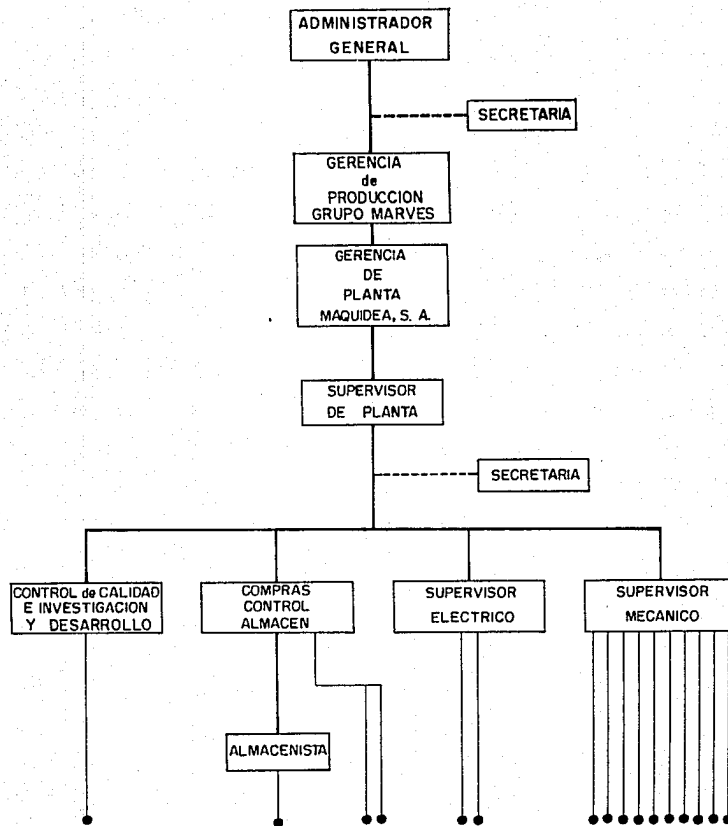 ADMINISTRADOR
GENERAL
SECRETARIA
GERENCIA
de
PRODUCCION
GRUPO MARVES
GERENCIA
DE
PLANTA
MAQUIDEA, S. A.
SUPERVISOR
DE PLANTA
SECRETARIA
CONTROL de CALIDAD
E INVESTIGACION
Y DESARROLLO
COMPRAS
CONTROL
ALMACEN
SUPERVISOR
ELECTRICO
SUPERVISOR
MECANICO
ALMACENISTA